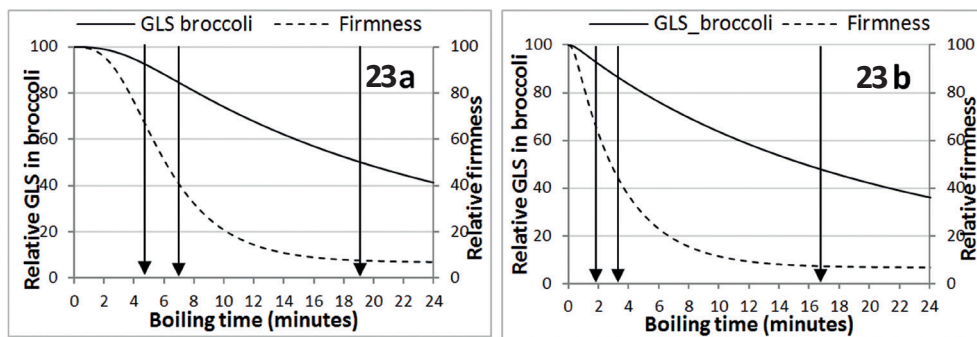 GLS broccoli Firmness
23a
Relative GLS in broccoli
100
80
60
40
20
0
100
80
60
40
20
0
Relative firmness
0 2 4 6 8 10 12 14 16 18 20 22 24
Boiling time (minutes)
GLS_broccoli Firmness
23b
Relative GLS in broccoli
100
80
60
40
20
0
100
80
60
40
20
0
Relative firmness
0 2 4 6 8 10 12 14 16 18 20 22 24
Boiling time (minutes)